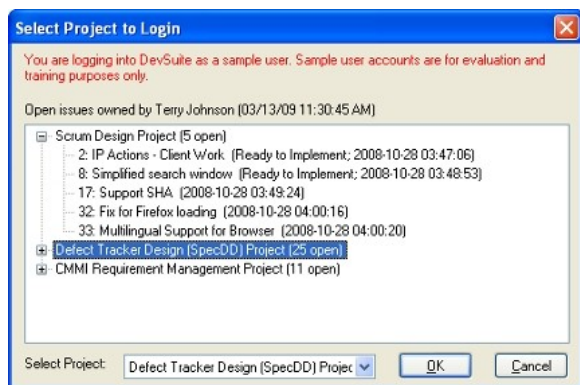 Select Project to Login
You are logging into DevSuite as a sample user. Sample user accounts are for evaluation and
training purposes only.
Open issues owned by Terry Johnson (03/13/09 11:30:45 AM)
Scrum Design Project (5 open)
2: IP Actions - Client Work (Ready to Implement; 2008-10-28 03:47:06)
8: Simplified search window (Ready to Implement; 2008-10-28 03:48:53)
17: Support SHA (2008-10-28 03:49:24)
32: Fix for Firefox loading (2008-10-28 04:00:16)
33: Multilingual Support for Browser (2008-10-28 04:00:20)
Defect Tracker Design (SpecDD) Project (25 open)
CMMI Requirement Management Project (11 open)
Select Project: Defect Tracker Design (SpecDD) Projec OK Cancel